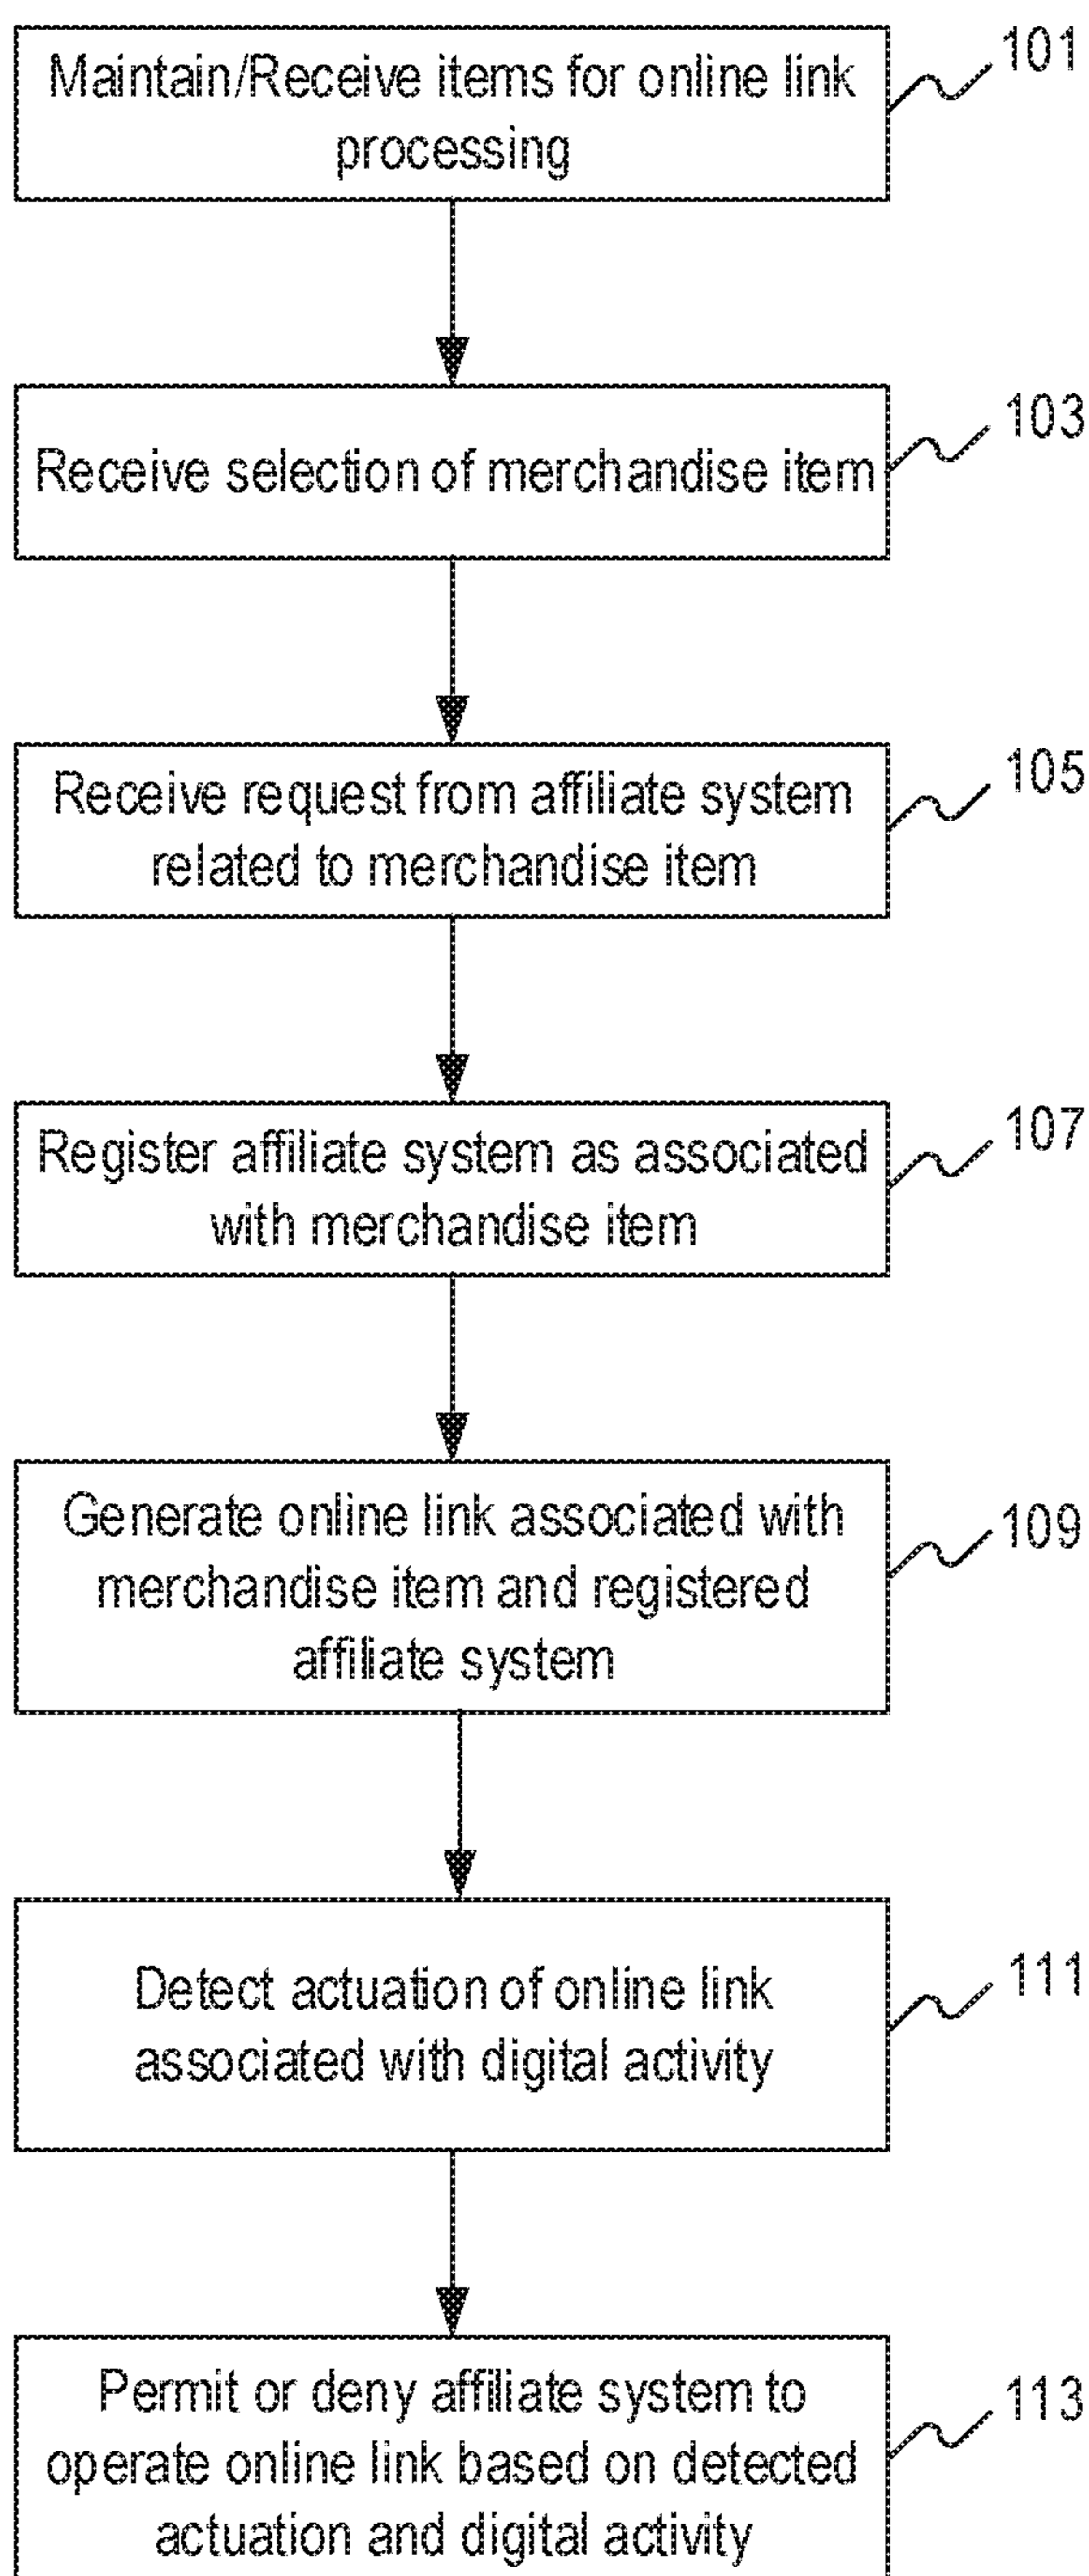 Maintain/Receive items for online link
processing
101
Receive selection of merchandise item
103
Receive request from affiliate system
related to merchandise item
105
Register affiliate system as associated
with merchandise item
107
Generate online link associated with
merchandise item and registered
affiliate system
109
Detect actuation of online link
associated with digital activity
111
Permit or deny affiliate system to
operate online link based on detected
actuation and digital activity
113